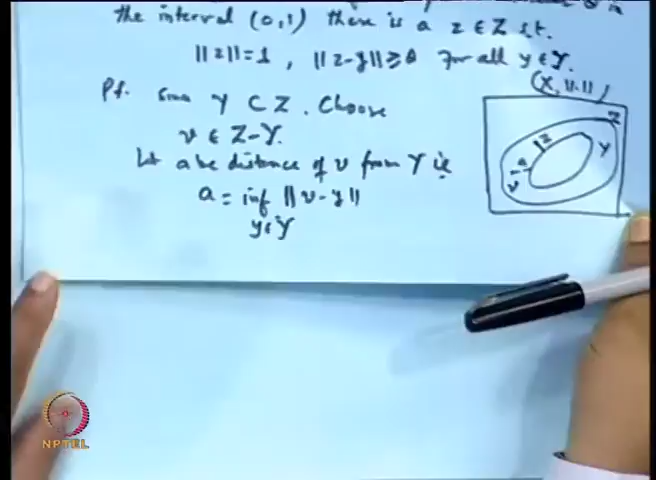 the interval (0,1) there is a z ∈ Z s.t.
||z|| = 1 , ||z-y|| ≥ θ for all y ∈ Y.
(X, ||.||)
Pf. Since Y ⊂ Z . Choose
v ∈ Z-Y.
Let a be distance of v from Y ie
a = inf ||v-y||
y∈Y
Z
z
Y
a
v
NPTEL